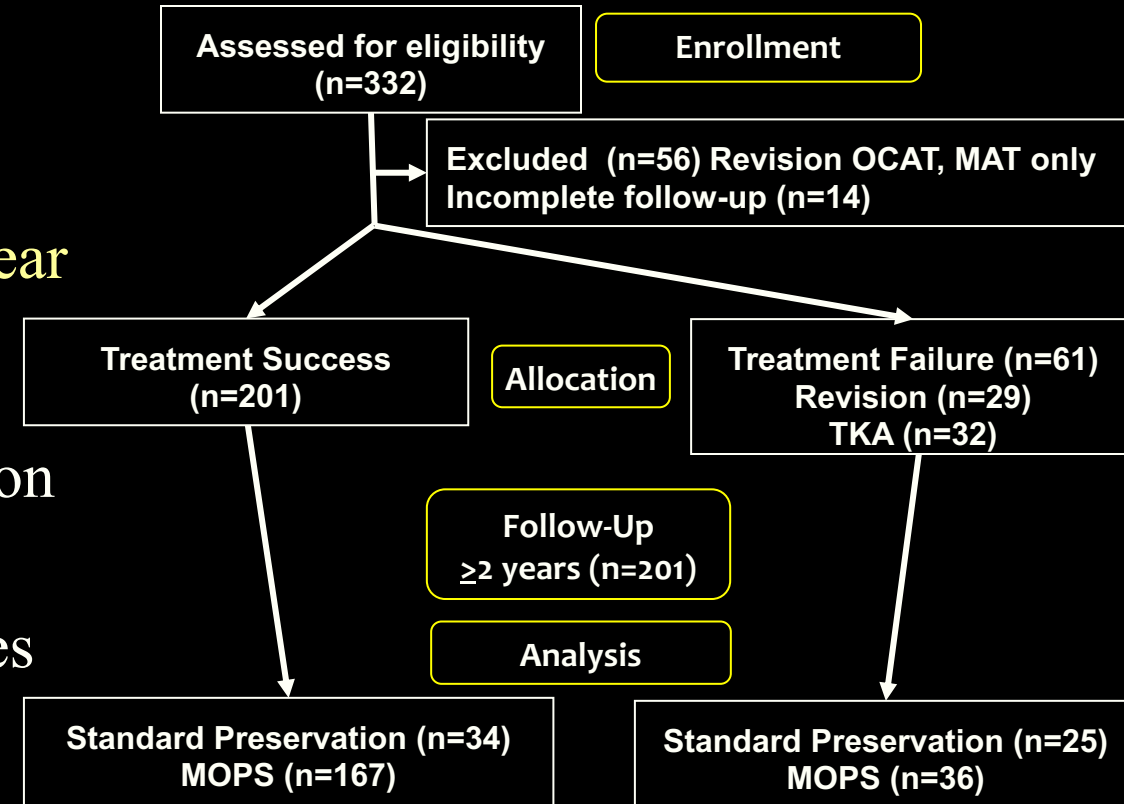 Assessed for eligibility
(n=332)
Enrollment
Excluded (n=56) Revision OCAT, MAT only
Incomplete follow-up (n=14)
ear
Treatment Success
(n=201)
Allocation
Treatment Failure (n=61)
Revision (n=29)
TKA (n=32)
on
Follow-Up
≥2 years (n=201)
es
Analysis
Standard Preservation (n=34)
MOPS (n=167)
Standard Preservation (n=25)
MOPS (n=36)